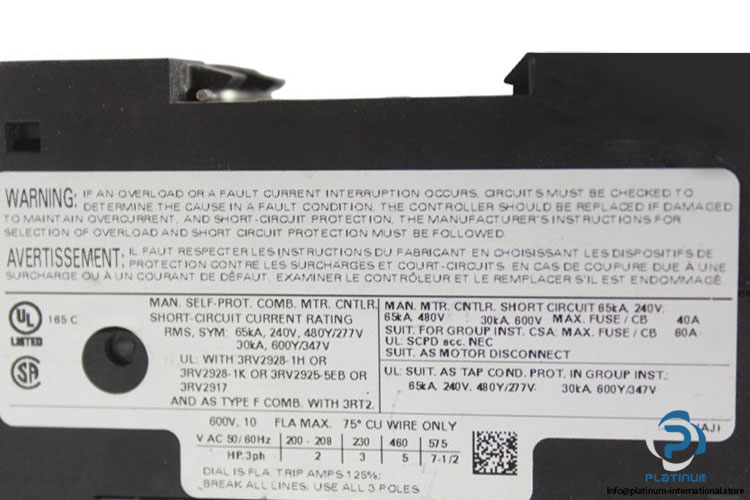 WARNING: IF AN OVERLOAD OR A FAULT CURRENT INTERRUPTION OCCURS, CIRCUITS MUST BE CHECKED TO
DETERMINE THE CAUSE IN A FAULT CONDITION. THE CONTROLLER SHOULD BE REPLACED IF DAMAGED.
TO MAINTAIN OVERCURRENT, AND SHORT-CIRCUIT PROTECTION, THE MANUFACTURER'S INSTRUCTIONS FOR
SELECTION OF OVERLOAD AND SHORT CIRCUIT PROTECTION MUST BE FOLLOWED
AVERTISSEMENT: IL FAUT RESPECTER LES INSTRUCTIONS DU FABRICANT EN CHOISISSANT LES DISPOSITIFS DE
PROTECTION CONTRE LES SURCHARGES ET COURT-CIRCUITS. EN CAS DE COUPURE DUE À UNE
SURCHARGE OU À UN COURANT DE DÉFAUT. EXAMINER LE CONTRÔLEUR ET LE REMPLACER S'IL EST ENDOMMAGÉ
UL
LISTED
165 C
SA
MAN. SELF-PROT. COMB. MTR. CNTLR.
SHORT-CIRCUIT CURRENT RATING
RMS, SYM: 65kA, 240V, 480Y/277V
30kA, 600Y/347V
UL: WITH 3RV2928-1H OR
3RV2928-1K OR 3RV2925-5EB OR
3RV2917
AND AS TYPE F COMB. WITH 3RT2.
MAN. MTR. CNTLR. SHORT CIRCUIT 65kA, 240V;
65kA, 480V 30kA, 600V MAX. FUSE / CB 40A
SUIT. FOR GROUP INST. CSA: MAX. FUSE / CB 60A
UL: SCPD acc. NEC
SUIT. AS MOTOR DISCONNECT
UL: SUIT. AS TAP COND. PROT. IN GROUP INST.:
65kA, 240V, 480Y/277V 30kA, 600Y/347V
600V, 10 FLA MAX. 75° CU WIRE ONLY
V AC 50/60Hz 200 - 208 230 460 575
HP, 3ph 2 3 5 7-1/2
DIAL IS FLA. TRIP AMPS 125%;
BREAK ALL LINES: USE ALL 3 POLES
(AJ)
PLATINUM
INTERNATIONAL
Info@platinum-international.store